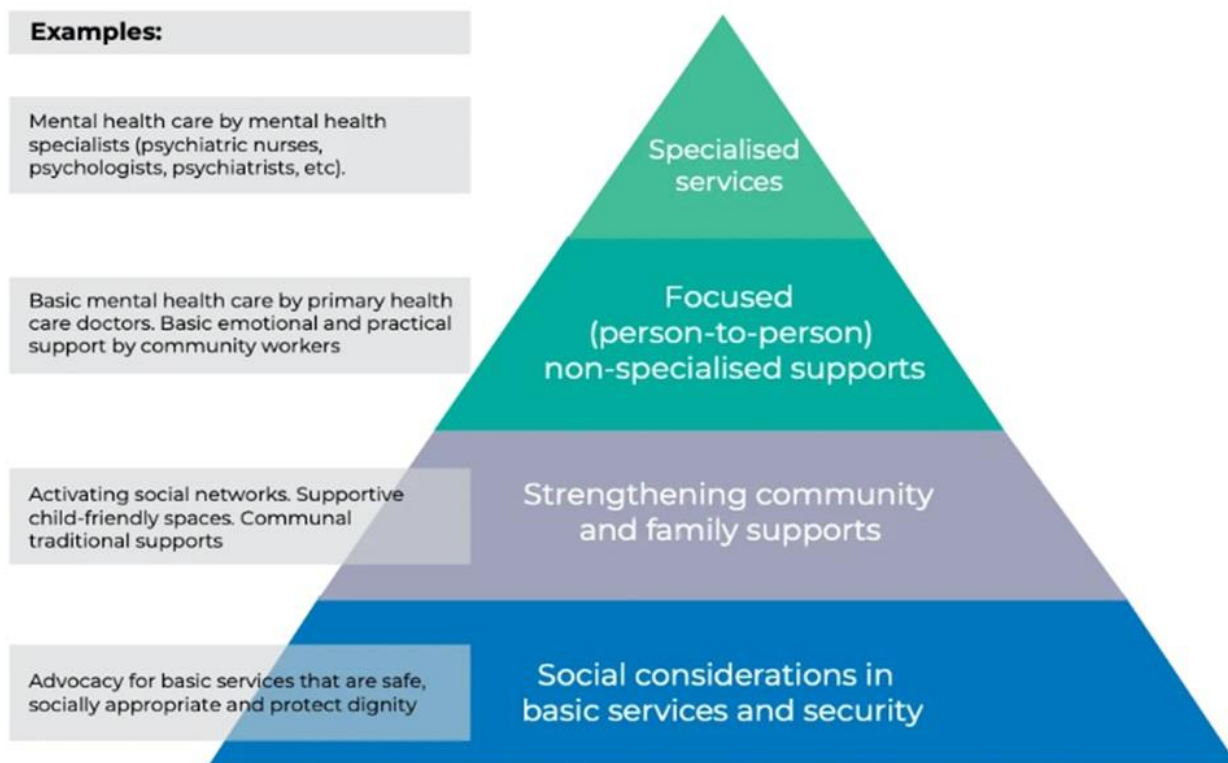 Examples:
Mental health care by mental health
specialists (psychiatric nurses,
psychologists, psychiatrists, etc).
Specialised
services
Basic mental health care by primary health
care doctors. Basic emotional and practical
support by community workers
Focused
(person-to-person)
non-specialised supports
Activating social networks. Supportive
child-friendly spaces. Communal
traditional supports
Strengthening community
and family supports
Advocacy for basic services that are safe,
socially appropriate and protect dignity
Social considerations in
basic services and security